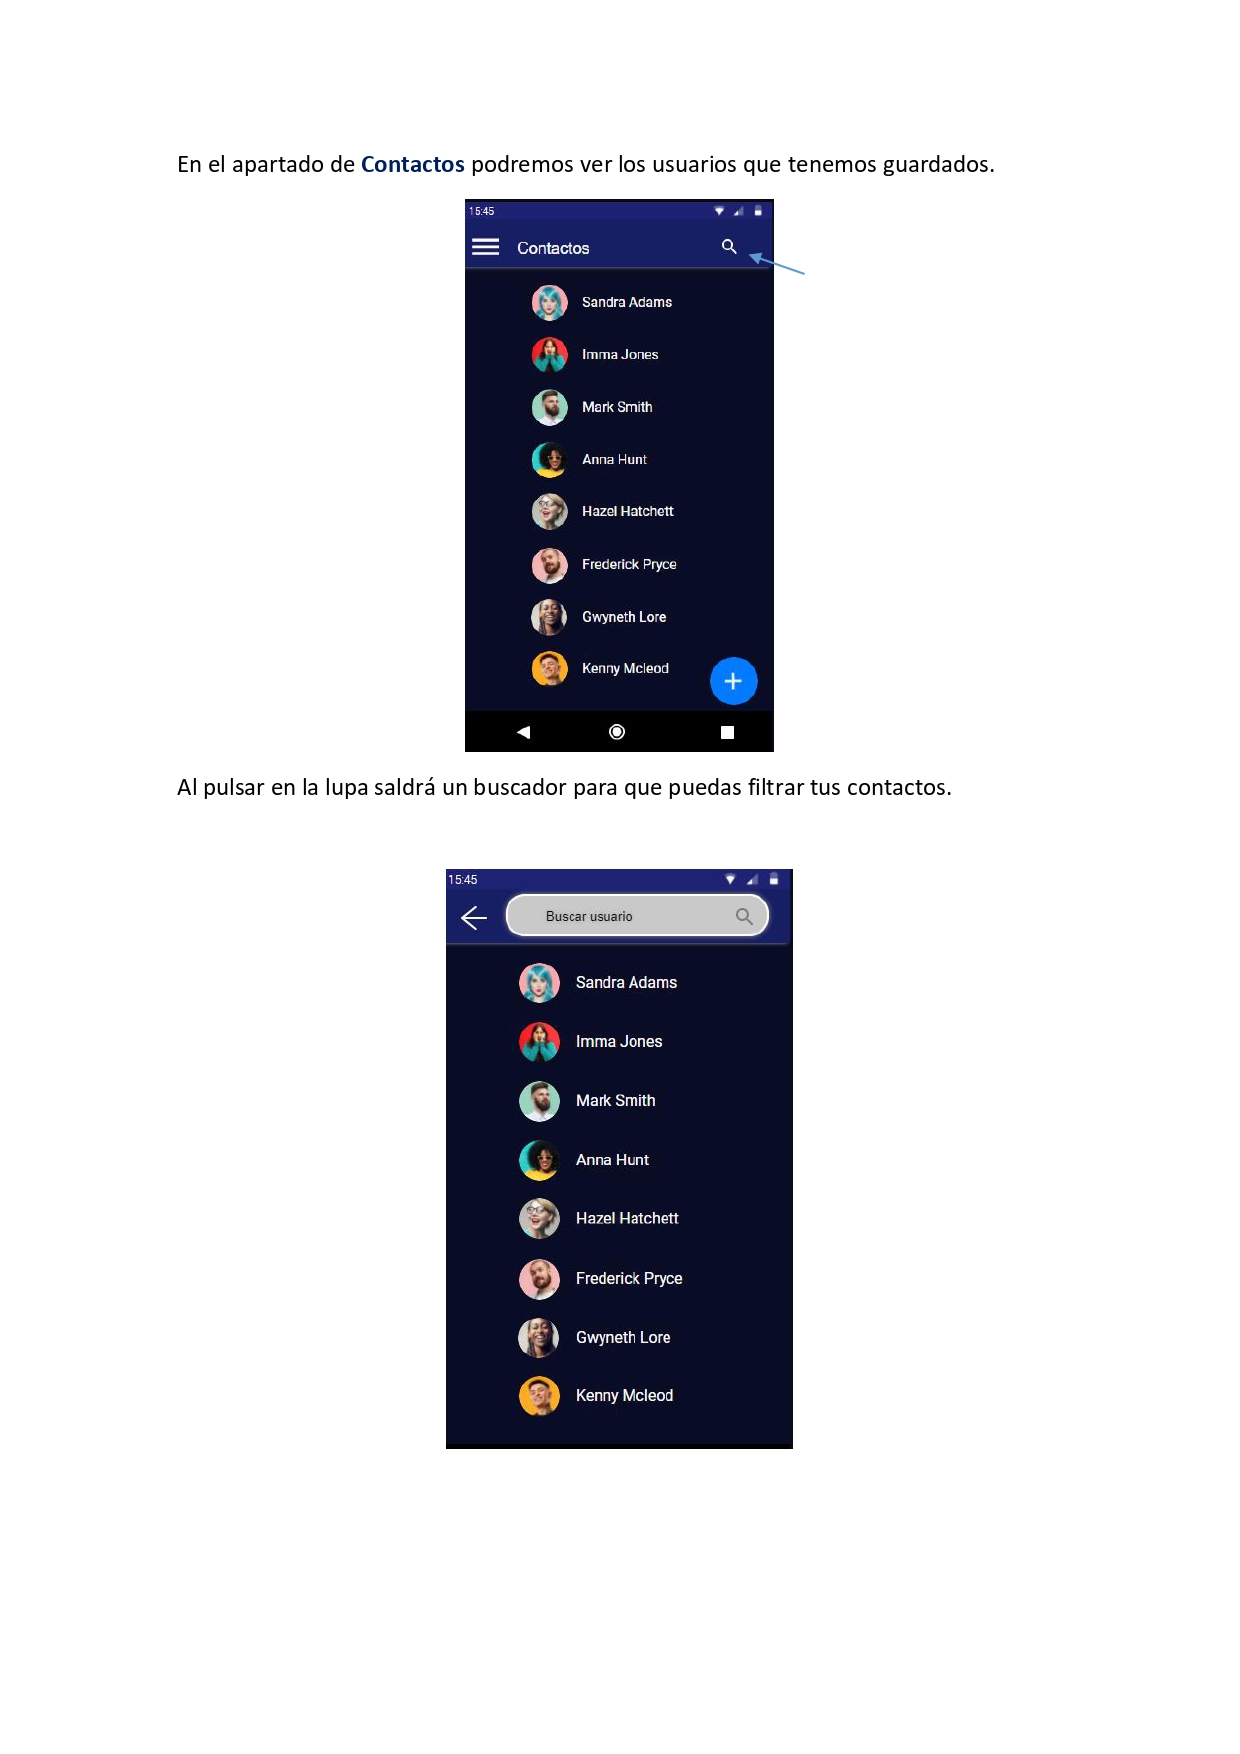 En el apartado de Contactos podremos ver los usuarios que tenemos guardados.
15:45
Contactos
Sandra Adams
Imma Jones
Mark Smith
Anna Hunt
Hazel Hatchett
Frederick Pryce
Gwyneth Lore
Kenny Mcleod
Al pulsar en la lupa saldrá un buscador para que puedas filtrar tus contactos.
15:45
Buscar usuario
Sandra Adams
Imma Jones
Mark Smith
Anna Hunt
Hazel Hatchett
Frederick Pryce
Gwyneth Lore
Kenny Mcleod